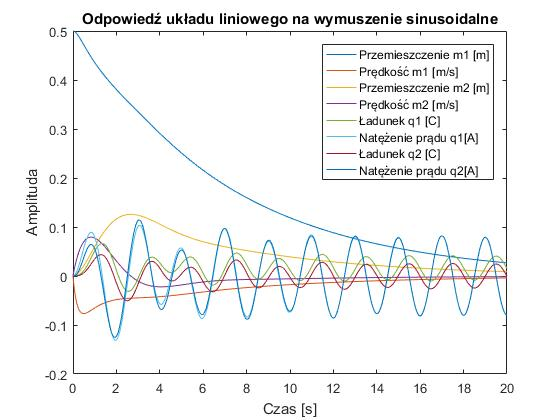 Odpowiedź układu liniowego na wymuszenie sinusoidalne
0.5
0.4
0.3
0.2
0.1
0
-0.1
-0.2
Amplituda
Przemieszczenie m1 [m]
Prędkość m1 [m/s]
Przemieszczenie m2 [m]
Prędkość m2 [m/s]
Ładunek q1 [C]
Natężenie prądu q1[A]
Ładunek q2 [C]
Natężenie prądu q2[A]
0 2 4 6 8 10 12 14 16 18 20
Czas [s]